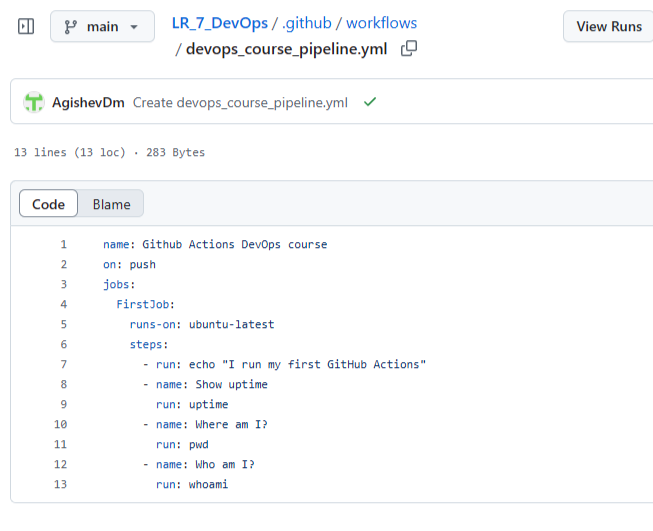 main
LR_7_DevOps / .github / workflows
/ devops_course_pipeline.yml
View Runs
AgishevDm Create devops_course_pipeline.yml
13 lines (13 loc) · 283 Bytes
Code Blame
1 name: Github Actions DevOps course
2 on: push
3 jobs:
4   FirstJob:
5     runs-on: ubuntu-latest
6     steps:
7       - run: echo "I run my first GitHub Actions"
8       - name: Show uptime
9         run: uptime
10       - name: Where am I?
11         run: pwd
12       - name: Who am I?
13         run: whoami